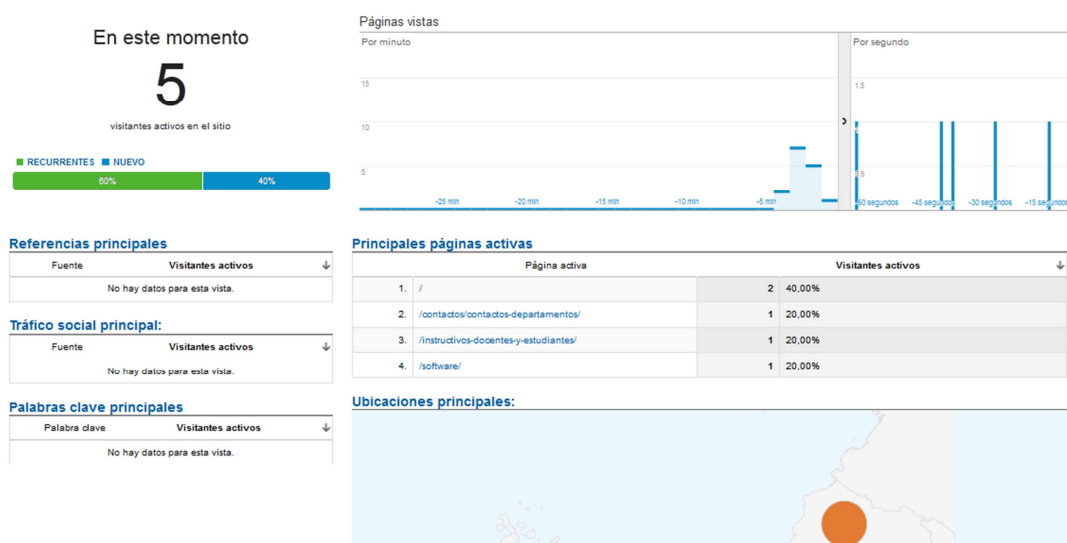 En este momento
5
visitantes activos en el sitio
RECURRENTES NUEVO
60% 40%
Páginas vistas
Por minuto
15
10
5
-25 min -20 min -15 min -10 min -5 min
Por segundo
1.5
0.5
-60 segundos -45 segundos -30 segundos -15 segundos
Referencias principales
Fuente Visitantes activos
No hay datos para esta vista.
Tráfico social principal:
Fuente Visitantes activos
No hay datos para esta vista.
Palabras clave principales
Palabra clave Visitantes activos
No hay datos para esta vista.
Principales páginas activas
Página activa Visitantes activos
1. / 2 40,00%
2. /contactos/contactos-departamentos/ 1 20,00%
3. /instructivos-docentes-y-estudiantes/ 1 20,00%
4. /software/ 1 20,00%
Ubicaciones principales: